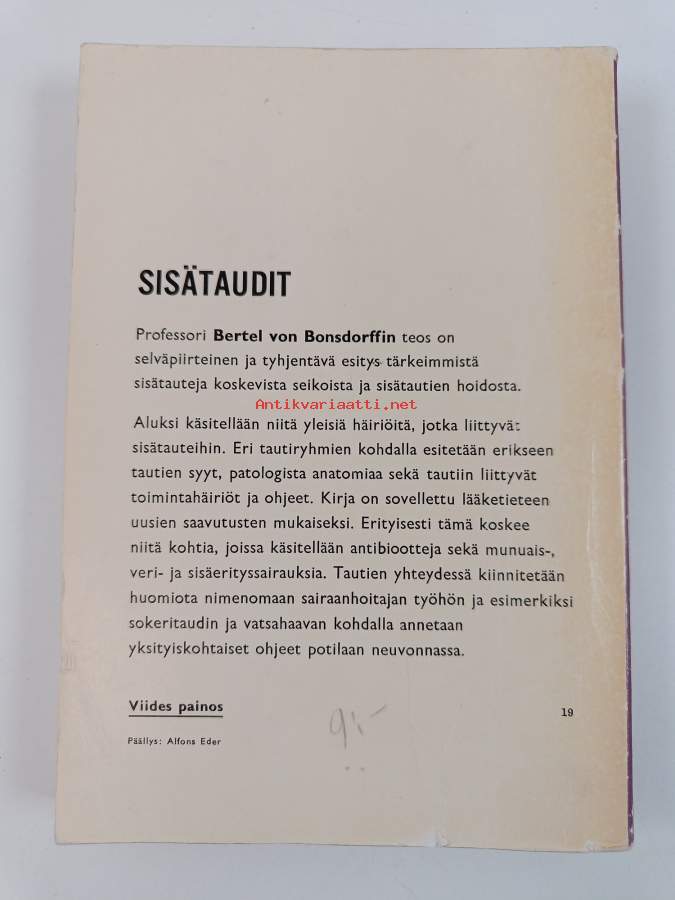 SISÄTAUDIT
Professori Bertel von Bonsdorffin teos on
selväpiirteinen ja tyhjentävä esitys tärkeimmistä
sisätauteja koskevista seikoista ja sisätautien hoidosta.
Antikvariaatti.net
Aluksi käsitellään niitä yleisiä häiriöitä, jotka liittyvät
sisätauteihin. Eri tautiryhmien kohdalla esitetään erikseen
tautien syyt, patologista anatomiaa sekä tautiin liittyvät
toimintahäiriöt ja ohjeet. Kirja on sovellettu lääketieteen
uusien saavutusten mukaiseksi. Erityisesti tämä koskee
niitä kohtia, joissa käsitellään antibiootteja sekä munuais-,
veri- ja sisäerityssairauksia. Tautien yhteydessä kiinnitetään
huomiota nimenomaan sairaanhoitajan työhön ja esimerkiksi
sokeritaudin ja vatsahaavan kohdalla annetaan
yksityiskohtaiset ohjeet potilaan neuvonnassa.
Viides painos
9:-
19
Päällys: Alfons Eder